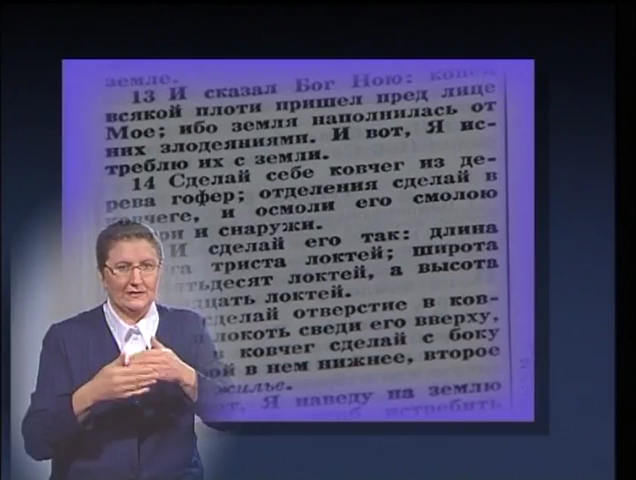 земле.
13 И сказал Бог Ною: конец
всякой плоти пришел пред лице
Мое; ибо земля наполнилась от
них злодеяниями. И вот, Я ис-
треблю их с земли.
14 Сделай себе ковчег из де-
рева гофер; отделения сделай в
ковчеге, и осмоли его смолою
и снаружи.
И сделай его так: длина
триста локтей; широта
локтей, а высота
локтей.
сделай отверстие в ков-
локоть сведи его вверху,
ковчег сделай с боку
в нем нижнее, второе
жилье.
Я наведу на землю
истребить